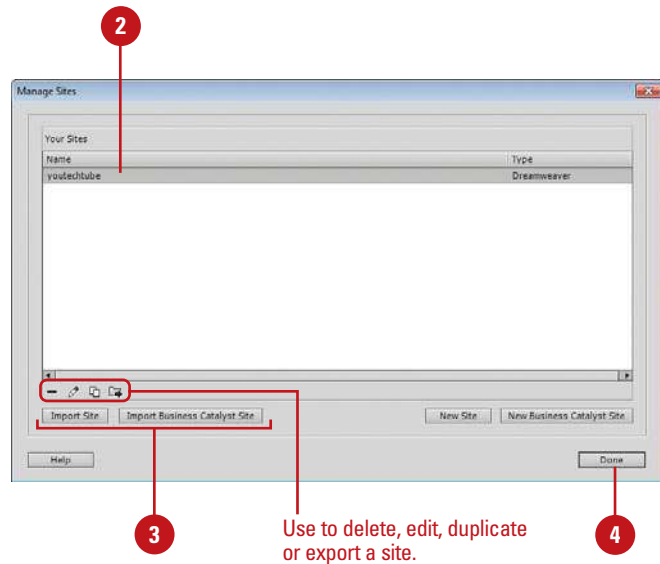 2
Manage Sites
Your Sites
Name Type
youtechtube Dreamweaver
Import Site Import Business Catalyst Site New Site New Business Catalyst Site
Help Done
3
Use to delete, edit, duplicate
or export a site.
4